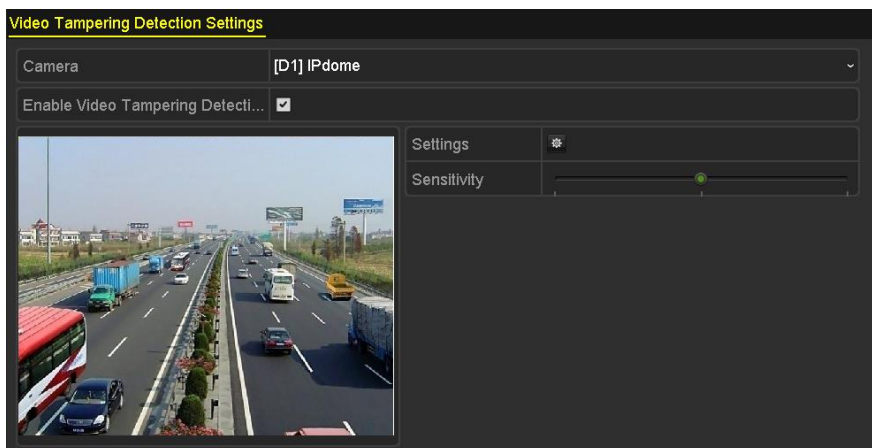 Video Tampering Detection Settings
Camera [D1] IPdome
Enable Video Tampering Detecti...
Settings
Sensitivity